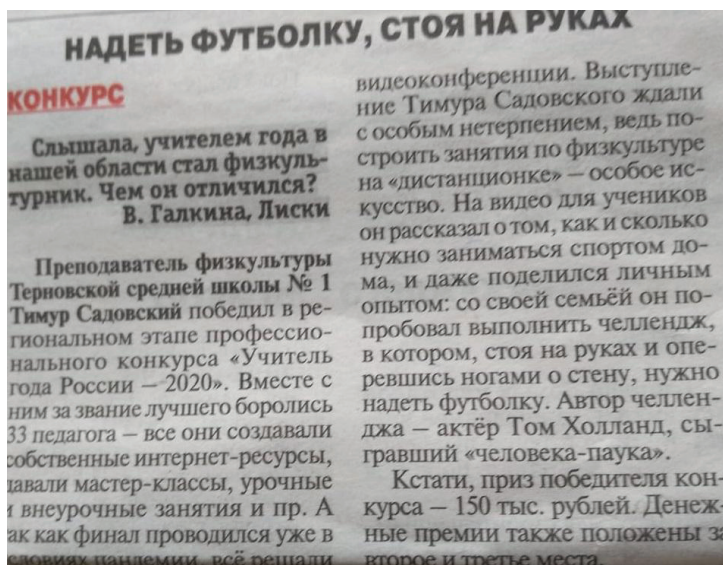 НАДЕТЬ ФУТБОЛКУ, СТОЯ НА РУКАХ
КОНКУРС
Слышала, учителем года в
нашей области стал физкуль-
турник. Чем он отличился?
В. Галкина, Лиски
Преподаватель физкультуры
Терновской средней школы № 1
Тимур Садовский победил в ре-
гиональном этапе профессио-
нального конкурса «Учитель
года России – 2020». Вместе с
ним за звание лучшего боролись
33 педагога – все они создавали
собственные интернет-ресурсы,
давали мастер-классы, урочные
и внеурочные занятия и пр. А
так как финал проводился уже в
условиях пандемии, всё решали
видеоконференции. Выступле-
ние Тимура Садовского ждали
с особым нетерпением, ведь по-
строить занятия по физкультуре
на «дистанционке» – особое ис-
кусство. На видео для учеников
он рассказал о том, как и сколько
нужно заниматься спортом до-
ма, и даже поделился личным
опытом: со своей семьёй он по-
пробовал выполнить челлендж,
в котором, стоя на руках и опе-
ревшись ногами о стену, нужно
надеть футболку. Автор челлен-
джа – актёр Том Холланд, сы-
гравший «человека-паука».
Кстати, приз победителя кон-
курса – 150 тыс. рублей. Денеж-
ные премии также положены за
второе и третье места.